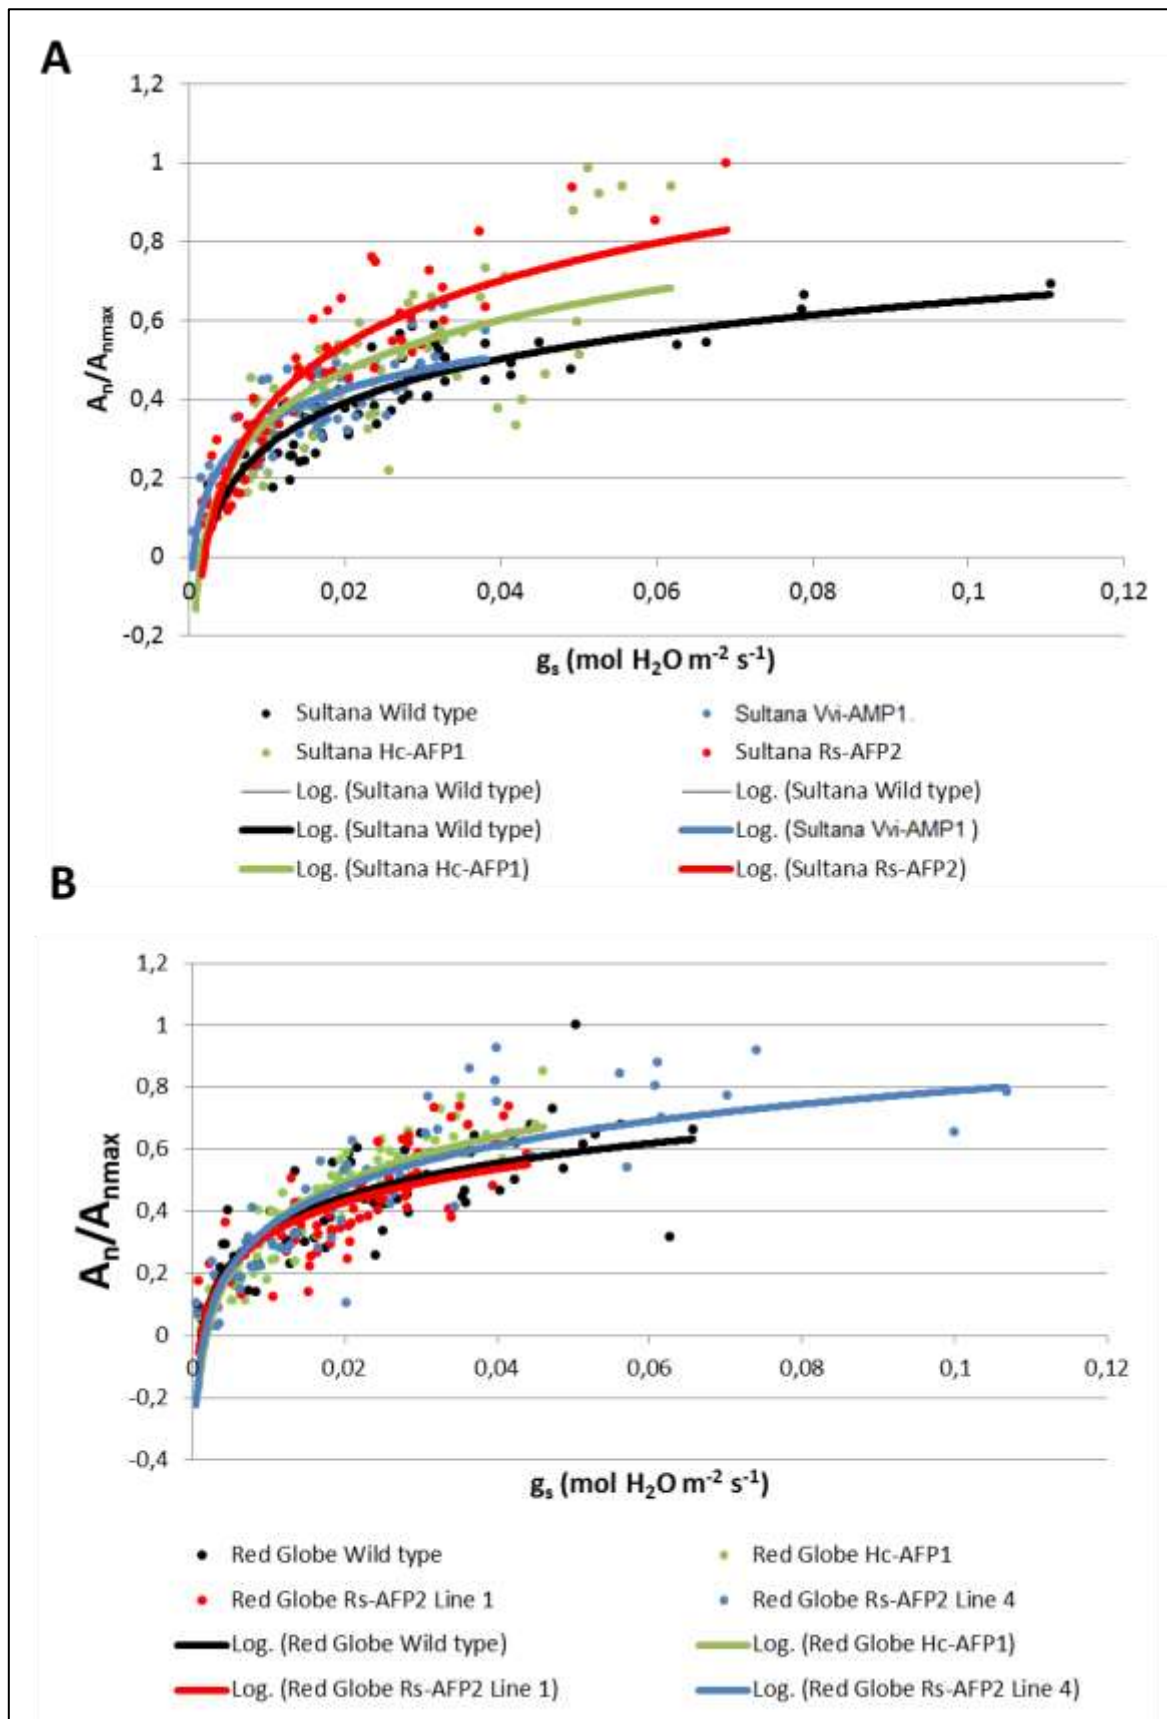 A
1,2
1
0,8
0,6
0,4
0,2
0
-0,2
An/Anmax
0 0,02 0,04 0,06 0,08 0,1 0,12
gs (mol H2O m-2 s-1)
Sultana Wild type Sultana Vvi-AMP1.
Sultana Hc-AFP1 Sultana Rs-AFP2
Log. (Sultana Wild type) Log. (Sultana Wild type)
Log. (Sultana Wild type) Log. (Sultana Vvi-AMP1 )
Log. (Sultana Hc-AFP1) Log. (Sultana Rs-AFP2)
B
1,2
1
0,8
0,6
0,4
0,2
0
-0,2
-0,4
An/Anmax
0 0,02 0,04 0,06 0,08 0,1 0,12
gs (mol H2O m-2 s-1)
Red Globe Wild type Red Globe Hc-AFP1
Red Globe Rs-AFP2 Line 1 Red Globe Rs-AFP2 Line 4
Log. (Red Globe Wild type) Log. (Red Globe Hc-AFP1)
Log. (Red Globe Rs-AFP2 Line 1) Log. (Red Globe Rs-AFP2 Line 4)